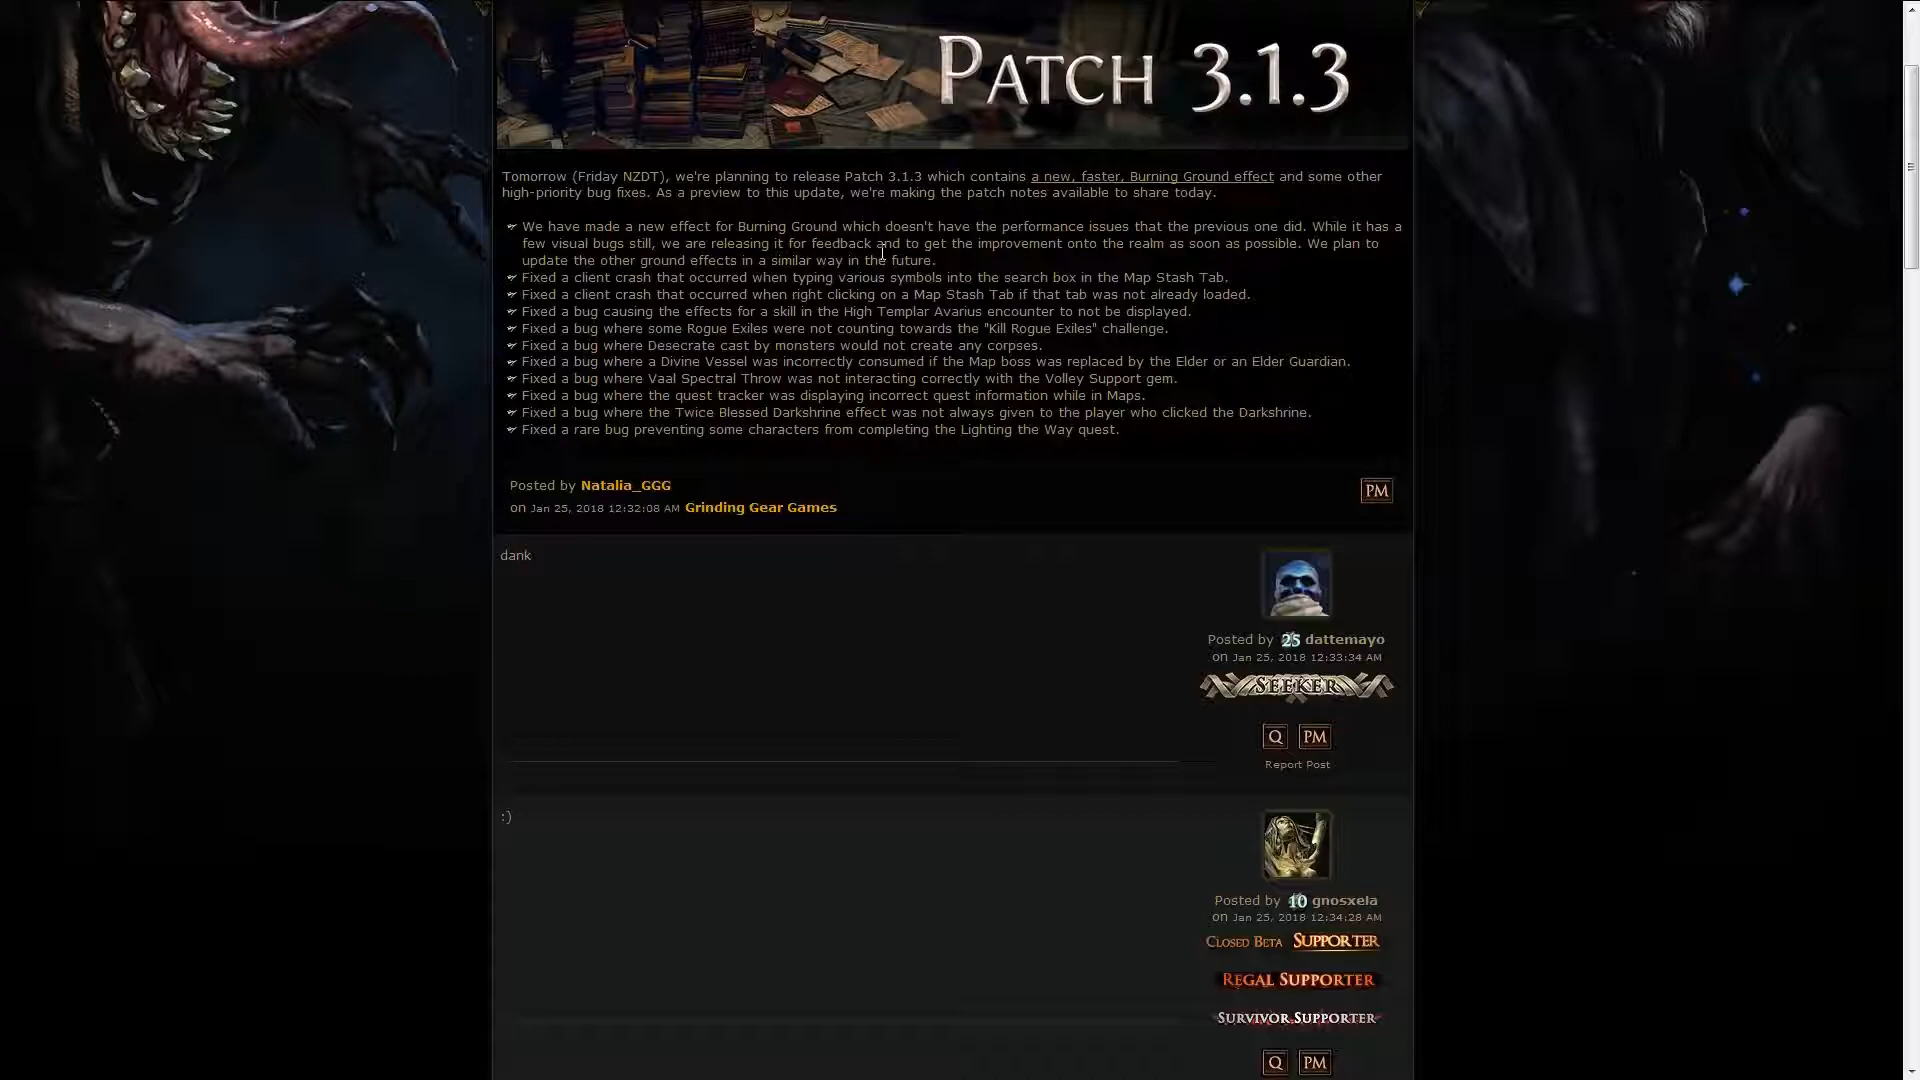 PATCH 3.1.3
Tomorrow (Friday NZDT), we're planning to release Patch 3.1.3 which contains a new, faster, Burning Ground effect and some other
high-priority bug fixes. As a preview to this update, we're making the patch notes available to share today.
We have made a new effect for Burning Ground which doesn't have the performance issues that the previous one did. While it has a
few visual bugs still, we are releasing it for feedback and to get the improvement onto the realm as soon as possible. We plan to
update the other ground effects in a similar way in the future.
Fixed a client crash that occurred when typing various symbols into the search box in the Map Stash Tab.
Fixed a client crash that occurred when right clicking on a Map Stash Tab if that tab was not already loaded.
Fixed a bug causing the effects for a skill in the High Templar Avarius encounter to not be displayed.
Fixed a bug where some Rogue Exiles were not counting towards the "Kill Rogue Exiles" challenge.
Fixed a bug where Desecrate cast by monsters would not create any corpses.
Fixed a bug where a Divine Vessel was incorrectly consumed if the Map boss was replaced by the Elder or an Elder Guardian.
Fixed a bug where Vaal Spectral Throw was not interacting correctly with the Volley Support gem.
Fixed a bug where the quest tracker was displaying incorrect quest information while in Maps.
Fixed a bug where the Twice Blessed Darkshrine effect was not always given to the player who clicked the Darkshrine.
Fixed a rare bug preventing some characters from completing the Lighting the Way quest.
Posted by Natalia_GGG
on Jan 25, 2018 12:32:08 AM Grinding Gear Games
PM
dank
Posted by 25 dattemayo
on Jan 25, 2018 12:33:34 AM
SEEKER
Q PM
Report Post
:)
Posted by 10 gnosxela
on Jan 25, 2018 12:34:28 AM
CLOSED BETA SUPPORTER
REGAL SUPPORTER
SURVIVOR SUPPORTER
Q PM